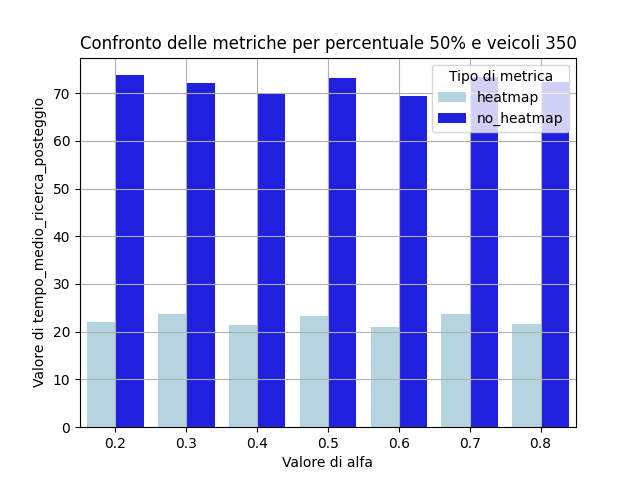 Confronto delle metriche per percentuale 50% e veicoli 350
Tipo di metrica
heatmap
no_heatmap
Valore di tempo_medio_ricerca_posteggio
70
60
50
40
30
20
10
0
0.2 0.3 0.4 0.5 0.6 0.7 0.8
Valore di alfa